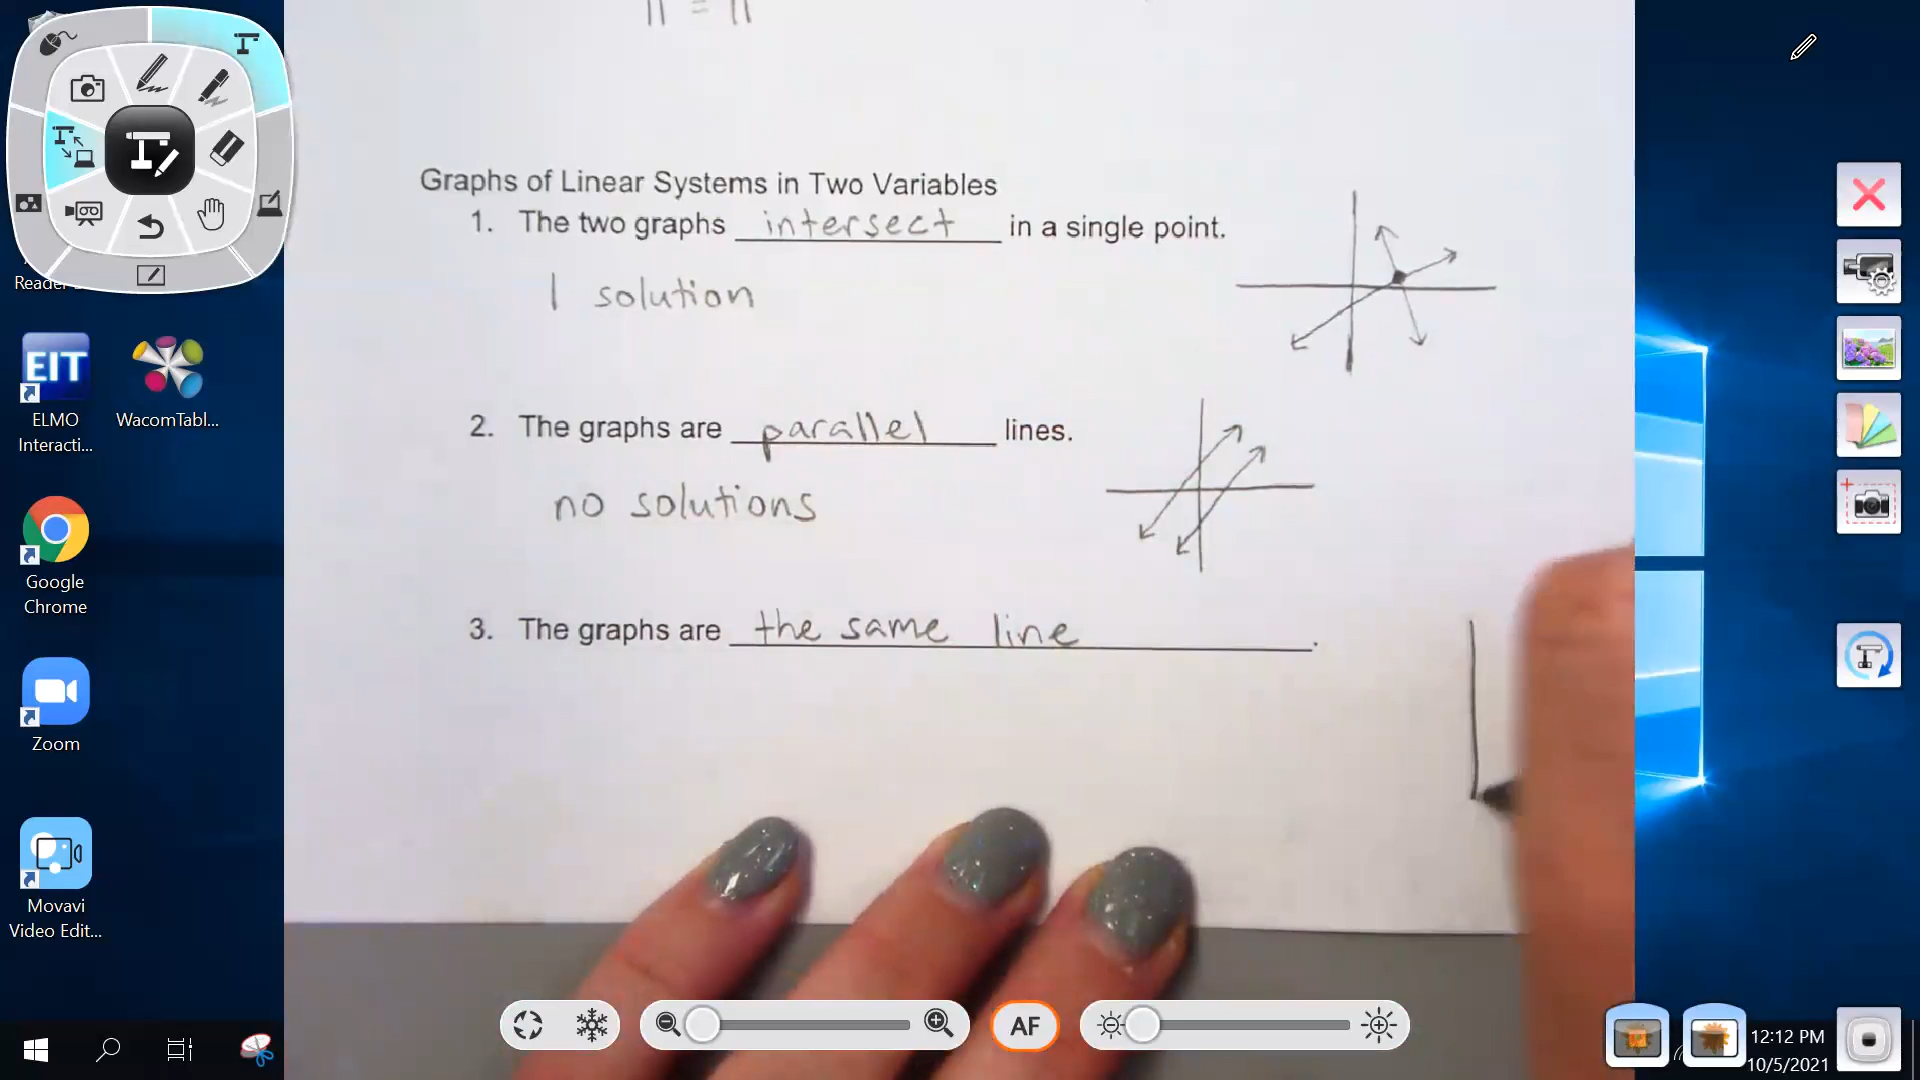 11 = 11
Graphs of Linear Systems in Two Variables
1. The two graphs intersect in a single point.
1 solution
2. The graphs are parallel lines.
no solutions
3. The graphs are the same line.
EIT
ELMO
Interacti...
WacomTabl...
Google
Chrome
Zoom
Movavi
Video Edit...
AF
12:12 PM
10/5/2021